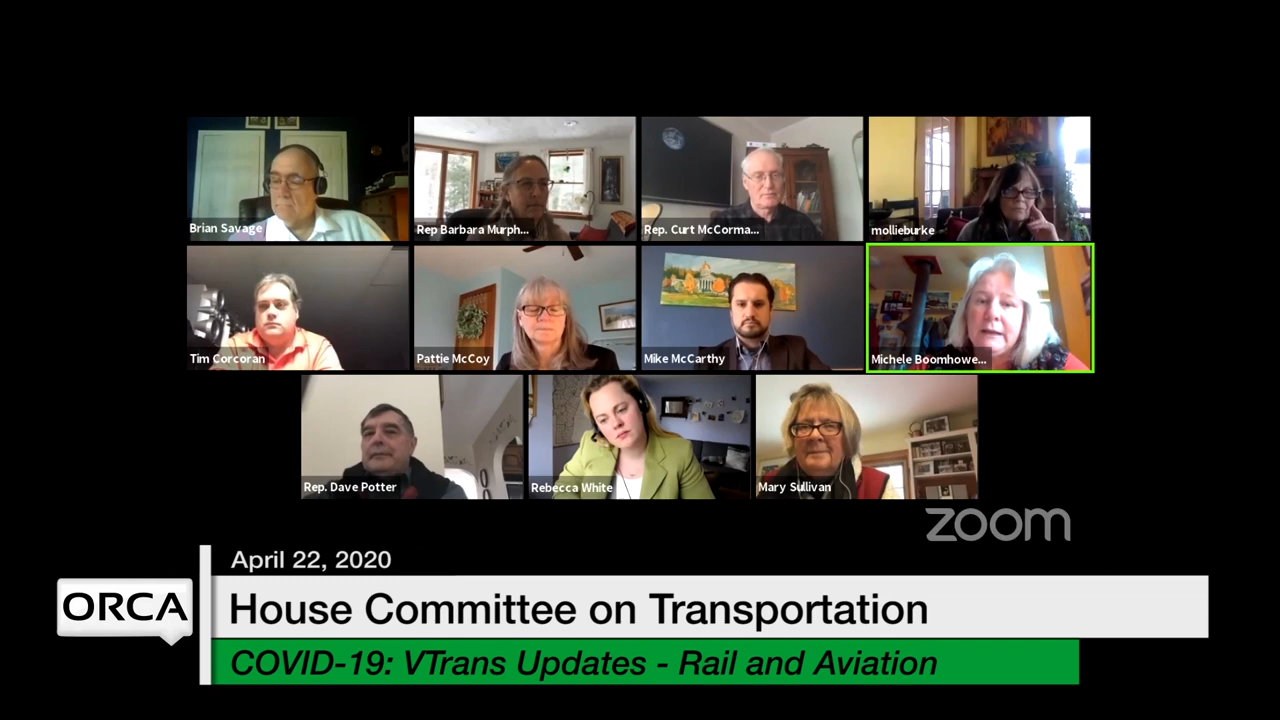 Brian Savage
Rep Barbara Murph...
Rep. Curt McCorma...
mollieburke
Tim Corcoran
Pattie McCoy
Mike McCarthy
Michele Boomhowe...
Rep. Dave Potter
Rebecca White
Mary Sullivan
zoom
April 22, 2020
ORCA
House Committee on Transportation
COVID-19: VTrans Updates - Rail and Aviation